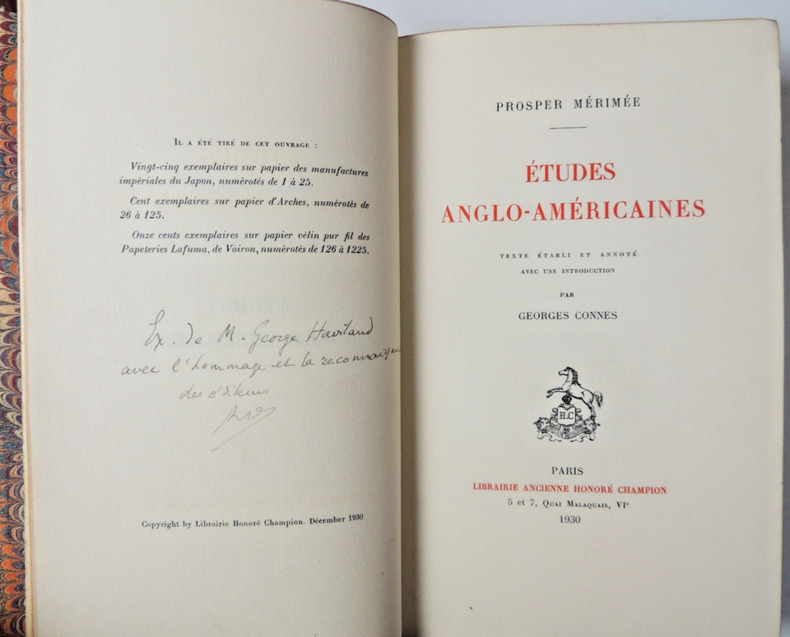 Il a été tiré de cet ouvrage :
Vingt-cinq exemplaires sur papier des manufactures
impériales du Japon, numérotés de 1 à 25.
Cent exemplaires sur papier d'Arches, numérotés de
26 à 125.
Onze cents exemplaires sur papier vélin pur fil des
Papeteries Lafuma, de Voiron, numérotés de 126 à 1225.
Ex. de M. George Haviland
avec l'hommage et la reconnaissance
des éditeurs
Copyright by Librairie Honoré Champion. Décembre 1930
PROSPER MÉRIMÉE
ÉTUDES
ANGLO-AMÉRICAINES
TEXTE ÉTABLI ET ANNOTÉ
AVEC UNE INTRODUCTION
PAR
GEORGES CONNES
H.C
PARIS
LIBRAIRIE ANCIENNE HONORÉ CHAMPION
5 et 7, Quai Malaquais, VIe
1930